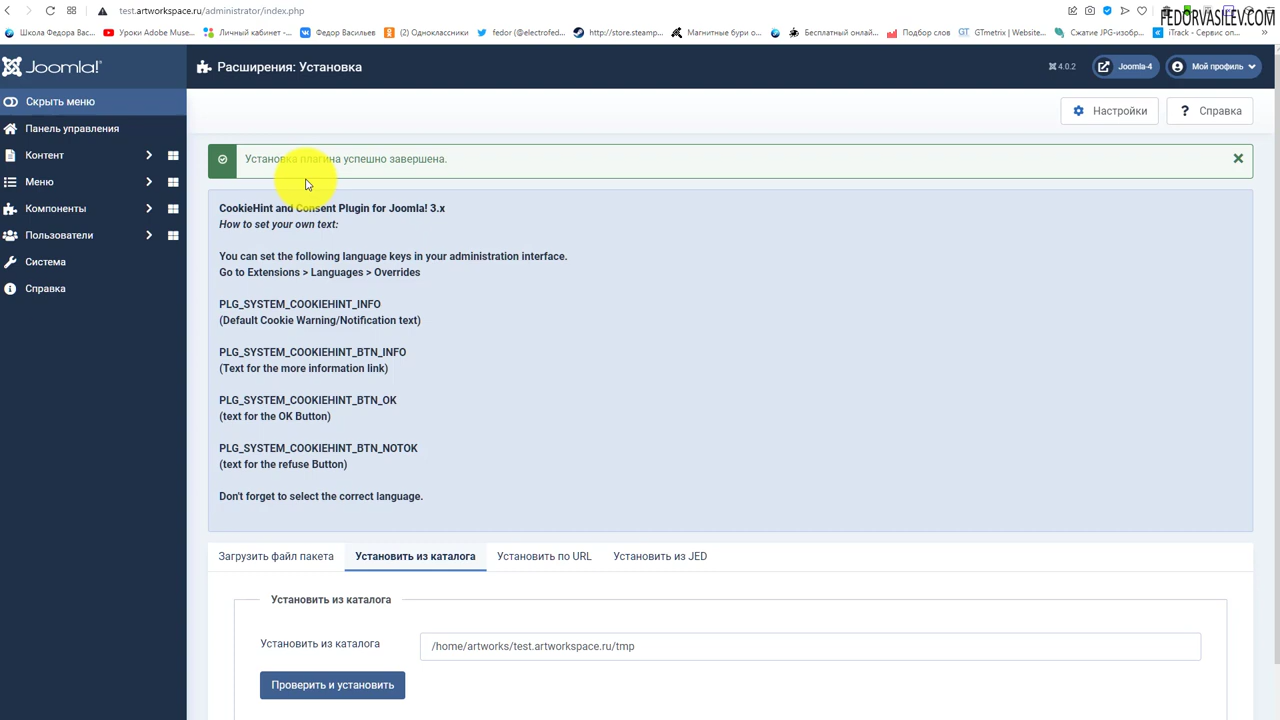 test.artworkspace.ru/administrator/index.php
FEDORVASILEV.COM
Школа Федора Вас...
Уроки Adobe Muse...
Личный кабинет -...
Федор Васильев
(2) Одноклассники
fedor (@electrofed...
http://store.steamp...
Магнитные бури о...
Бесплатный онлай...
Подбор слов
GTmetrix | Website...
Сжатие JPG-изобр...
iTrack - Сервис оп...
Joomla!
Расширения: Установка
4.0.2
Joomla-4
Мой профиль
Скрыть меню
Панель управления
Контент
Меню
Компоненты
Пользователи
Система
Справка
Настройки
? Справка
Установка плагина успешно завершена.
CookieHint and Consent Plugin for Joomla! 3.x
How to set your own text:
You can set the following language keys in your administration interface.
Go to Extensions > Languages > Overrides
PLG_SYSTEM_COOKIEHINT_INFO
(Default Cookie Warning/Notification text)
PLG_SYSTEM_COOKIEHINT_BTN_INFO
(Text for the more information link)
PLG_SYSTEM_COOKIEHINT_BTN_OK
(text for the OK Button)
PLG_SYSTEM_COOKIEHINT_BTN_NOTOK
(text for the refuse Button)
Don't forget to select the correct language.
Загрузить файл пакета
Установить из каталога
Установить по URL
Установить из JED
Установить из каталога
Установить из каталога
/home/artworks/test.artworkspace.ru/tmp
Проверить и установить